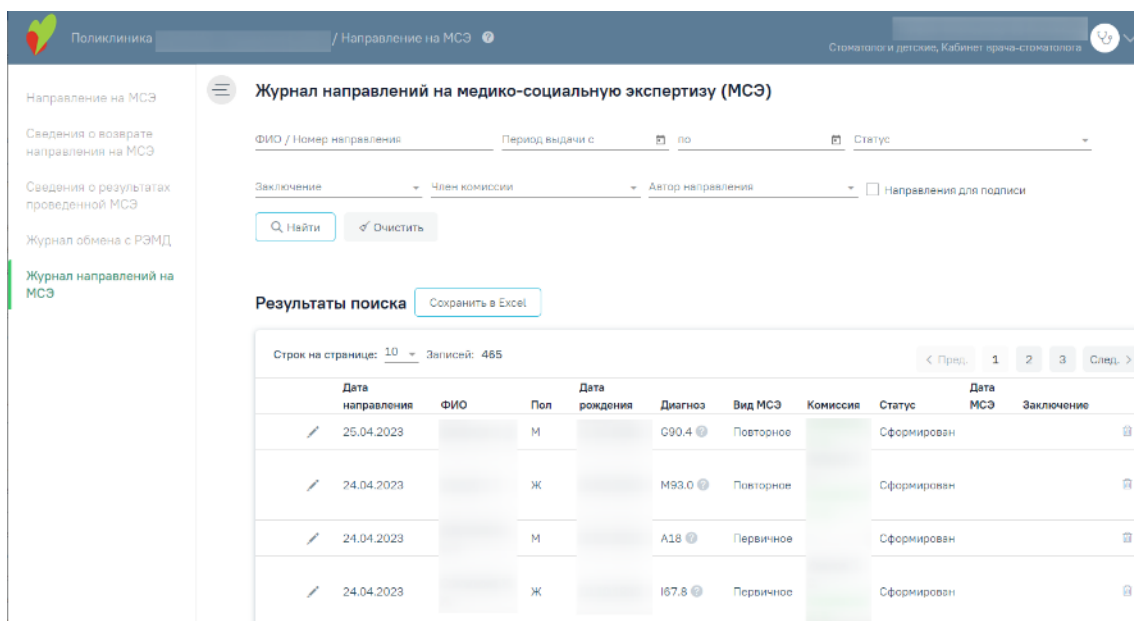 Поликлиника / Направление на МСЭ
Стоматологи детские, Кабинет врача-стоматолога
Направление на МСЭ
Сведения о возврате
направления на МСЭ
Сведения о результатах
проведенной МСЭ
Журнал обмена с РЭМД
Журнал направлений на
МСЭ
Журнал направлений на медико-социальную экспертизу (МСЭ)
ФИО / Номер направления Период выдачи с по Статус
Заключение Член комиссии Автор направления Направления для подписи
Найти Очистить
Результаты поиска Сохранить в Excel
Строк на странице: 10 Записей: 465 < Пред. 1 2 3 След. >
Дата направления ФИО Пол Дата рождения Диагноз Вид МСЭ Комиссия Статус Дата МСЭ Заключение
25.04.2023 М G90.4 Повторное Сформирован
24.04.2023 Ж M93.0 Повторное Сформирован
24.04.2023 М A18 Первичное Сформирован
24.04.2023 Ж I67.8 Первичное Сформирован